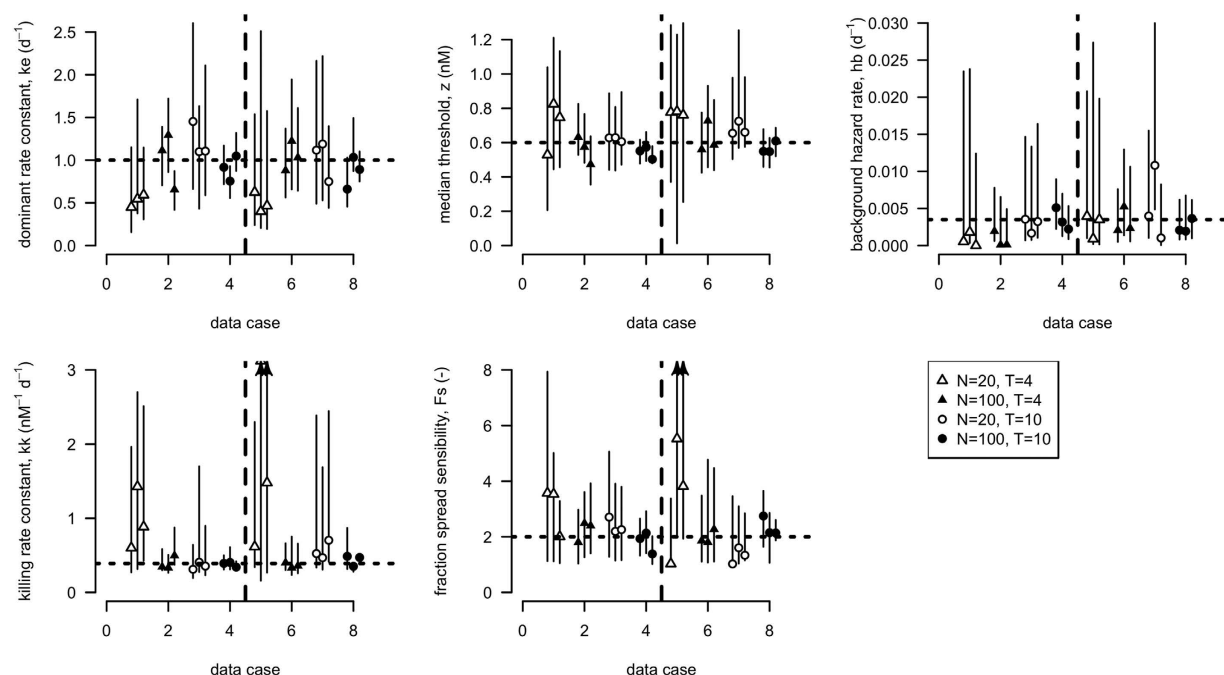 dominant rate constant, ke (d⁻¹)
2.5
2.0
1.5
1.0
0.5
0.0
0 2 4 6 8
data case
median threshold, z (nM)
1.2
1.0
0.8
0.6
0.4
0.2
0.0
0 2 4 6 8
data case
background hazard rate, hb (d⁻¹)
0.030
0.025
0.020
0.015
0.010
0.005
0.000
0 2 4 6 8
data case
killing rate constant, kk (nM⁻¹ d⁻¹)
3
2
1
0
0 2 4 6 8
data case
fraction spread sensibility, Fs (-)
8
6
4
2
0
0 2 4 6 8
data case
N=20, T=4
N=100, T=4
N=20, T=10
N=100, T=10